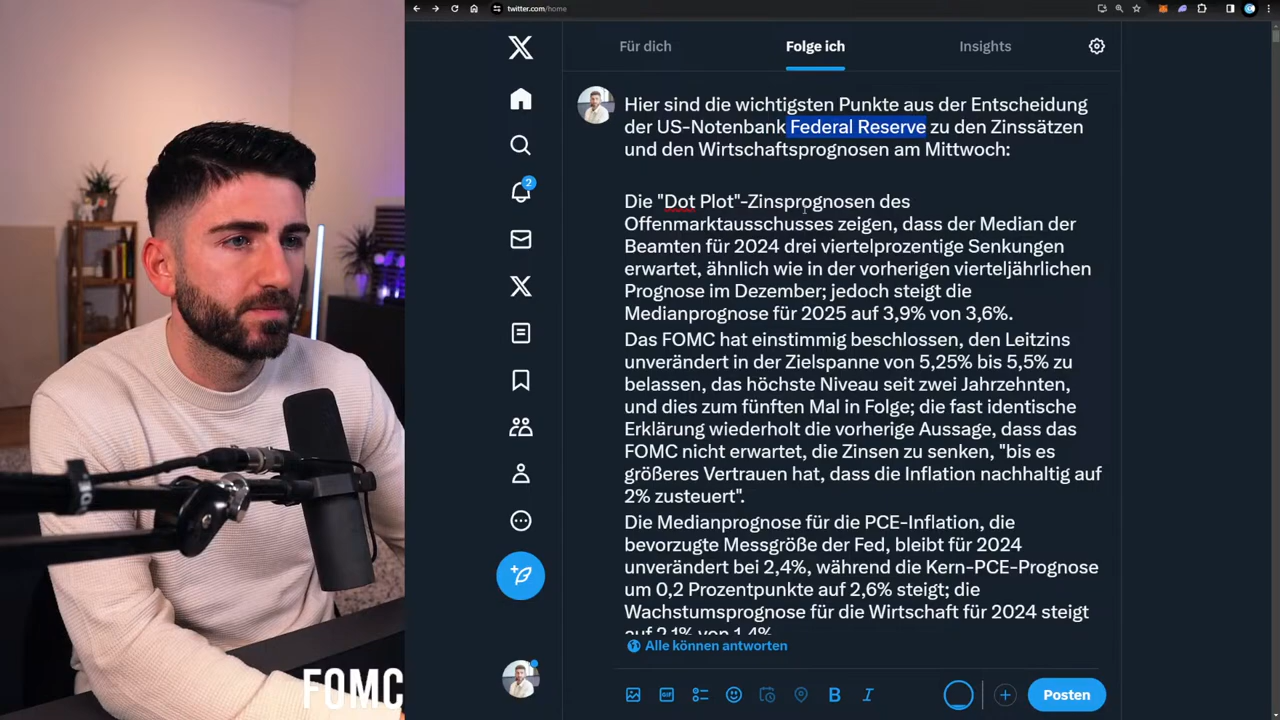 twitter.com/home
Für dich
Folge ich
Insights
Hier sind die wichtigsten Punkte aus der Entscheidung
der US-Notenbank Federal Reserve zu den Zinssätzen
und den Wirtschaftsprognosen am Mittwoch:
Die "Dot Plot"-Zinsprognosen des
Offenmarktausschusses zeigen, dass der Median der
Beamten für 2024 drei viertelprozentige Senkungen
erwartet, ähnlich wie in der vorherigen vierteljährlichen
Prognose im Dezember; jedoch steigt die
Medianprognose für 2025 auf 3,9% von 3,6%.
Das FOMC hat einstimmig beschlossen, den Leitzins
unverändert in der Zielspanne von 5,25% bis 5,5% zu
belassen, das höchste Niveau seit zwei Jahrzehnten,
und dies zum fünften Mal in Folge; die fast identische
Erklärung wiederholt die vorherige Aussage, dass das
FOMC nicht erwartet, die Zinsen zu senken, "bis es
größeres Vertrauen hat, dass die Inflation nachhaltig auf
2% zusteuert".
Die Medianprognose für die PCE-Inflation, die
bevorzugte Messgröße der Fed, bleibt für 2024
unverändert bei 2,4%, während die Kern-PCE-Prognose
um 0,2 Prozentpunkte auf 2,6% steigt; die
Wachstumsprognose für die Wirtschaft für 2024 steigt
auf 2,1% von 1,4%
2
Alle können antworten
B I
Posten
FOMC